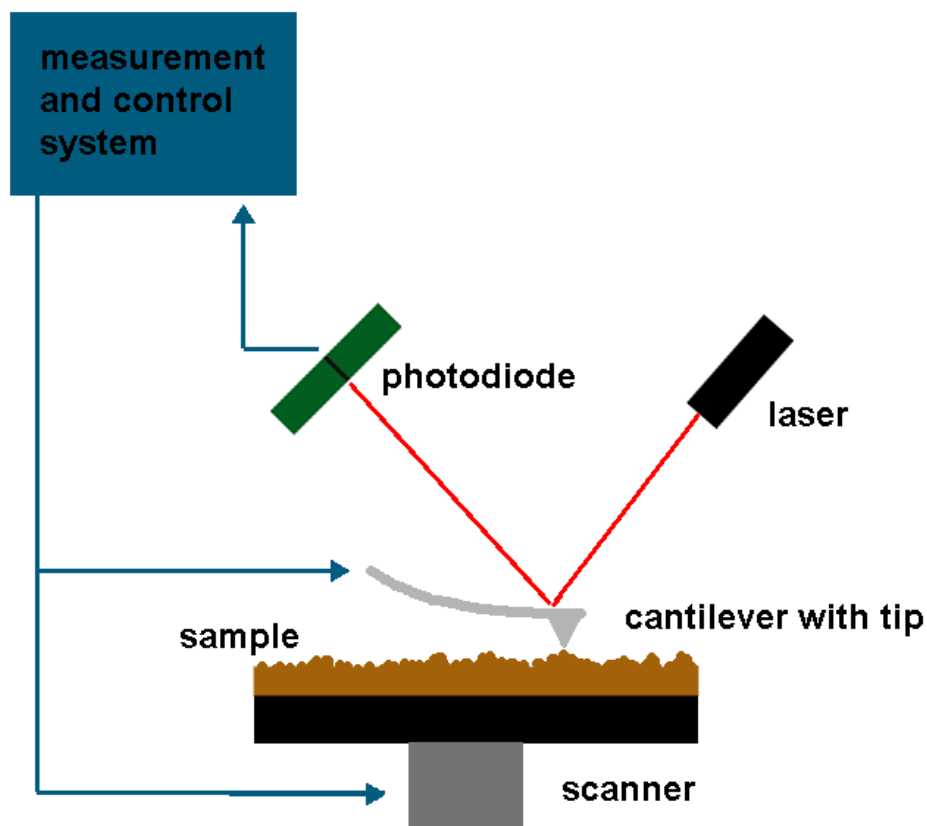 measurement
and control
system
photodiode
laser
cantilever with tip
sample
scanner